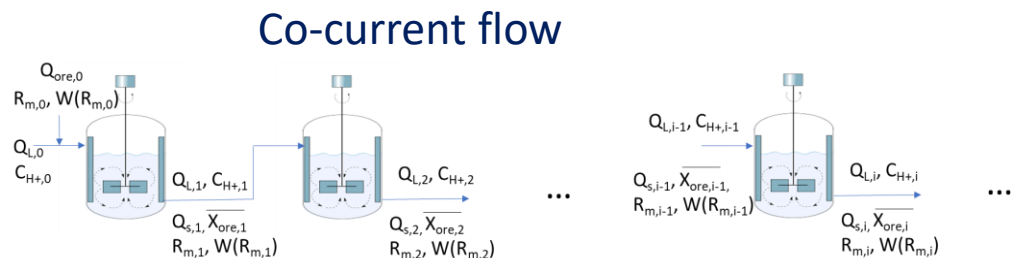 Co-current flow
Q_ore,0
R_m,0, W(R_m,0)
Q_L,0
C_H+,0
Q_L,1, C_H+,1
Q_s,1, X̅_ore,1
R_m,1, W(R_m,1)
Q_L,2, C_H+,2
Q_s,2, X̅_ore,2
R_m,2, W(R_m,2)
...
Q_L,i-1, C_H+,i-1
Q_s,i-1, X̅_ore,i-1,
R_m,i-1, W(R_m,i-1)
Q_L,i, C_H+,i
Q_s,i, X̅_ore,i
R_m,i, W(R_m,i)
...